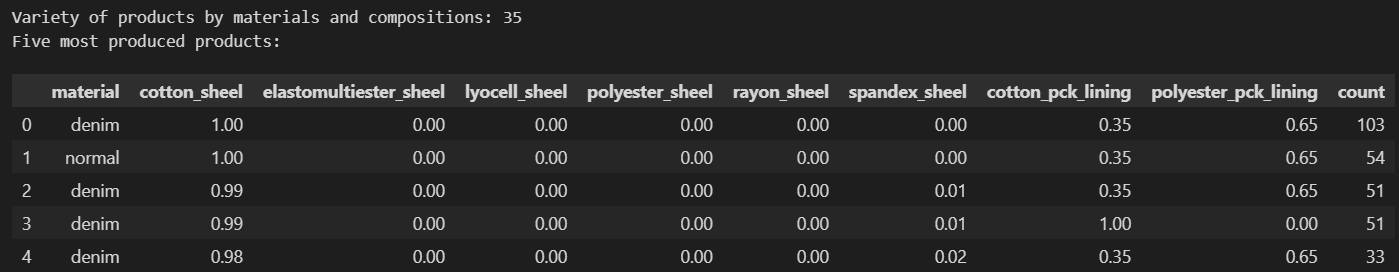 Variety of products by materials and compositions: 35
Five most produced products:
material cotton_sheel elastomultiester_sheel lyocell_sheel polyester_sheel rayon_sheel spandex_sheel cotton_pck_lining polyester_pck_lining count
0 denim 1.00 0.00 0.00 0.00 0.00 0.00 0.35 0.65 103
1 normal 1.00 0.00 0.00 0.00 0.00 0.00 0.35 0.65 54
2 denim 0.99 0.00 0.00 0.00 0.00 0.01 0.35 0.65 51
3 denim 0.99 0.00 0.00 0.00 0.00 0.01 1.00 0.00 51
4 denim 0.98 0.00 0.00 0.00 0.00 0.02 0.35 0.65 33